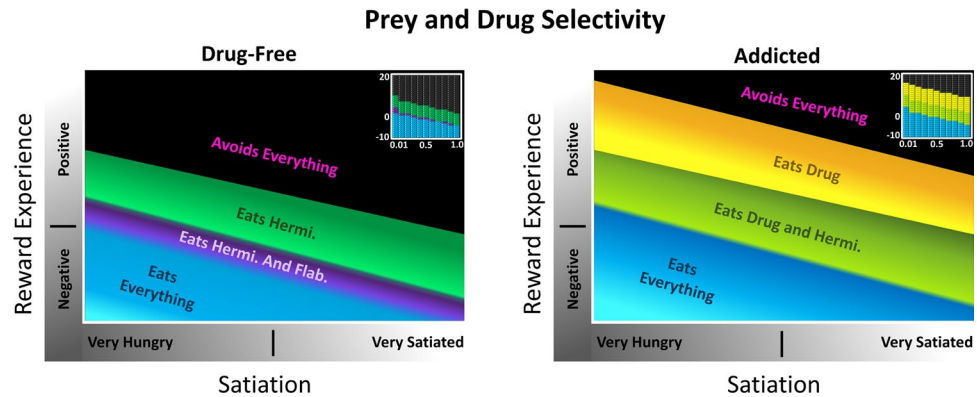 Prey and Drug Selectivity
Drug-Free
Reward Experience
Positive
Negative
20
0
-10
0.01 0.5 1.0
Avoids Everything
Eats Hermi.
Eats Hermi. And Flab.
Eats
Everything
Very Hungry
Very Satiated
Satiation
Addicted
Reward Experience
Positive
Negative
20
0
-10
0.01 0.5 1.0
Avoids Everything
Eats Drug
Eats Drug and Hermi.
Eats
Everything
Very Hungry
Very Satiated
Satiation